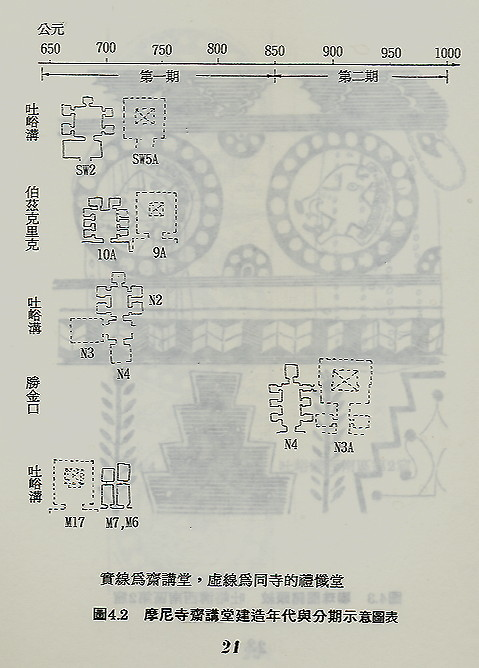 公元
650 700 750 800 850 900 950 1000
第一期 第二期
吐峪溝
SW2 SW5A
伯茲克里克
10A 9A
吐峪溝
N2
N3
N4
勝金口
N4 N3A
吐峪溝
M17 M7,M6
實線爲齋講堂，虛線爲同寺的禮懺堂
圖4.2 摩尼寺齋講堂建造年代與分期示意圖表
21